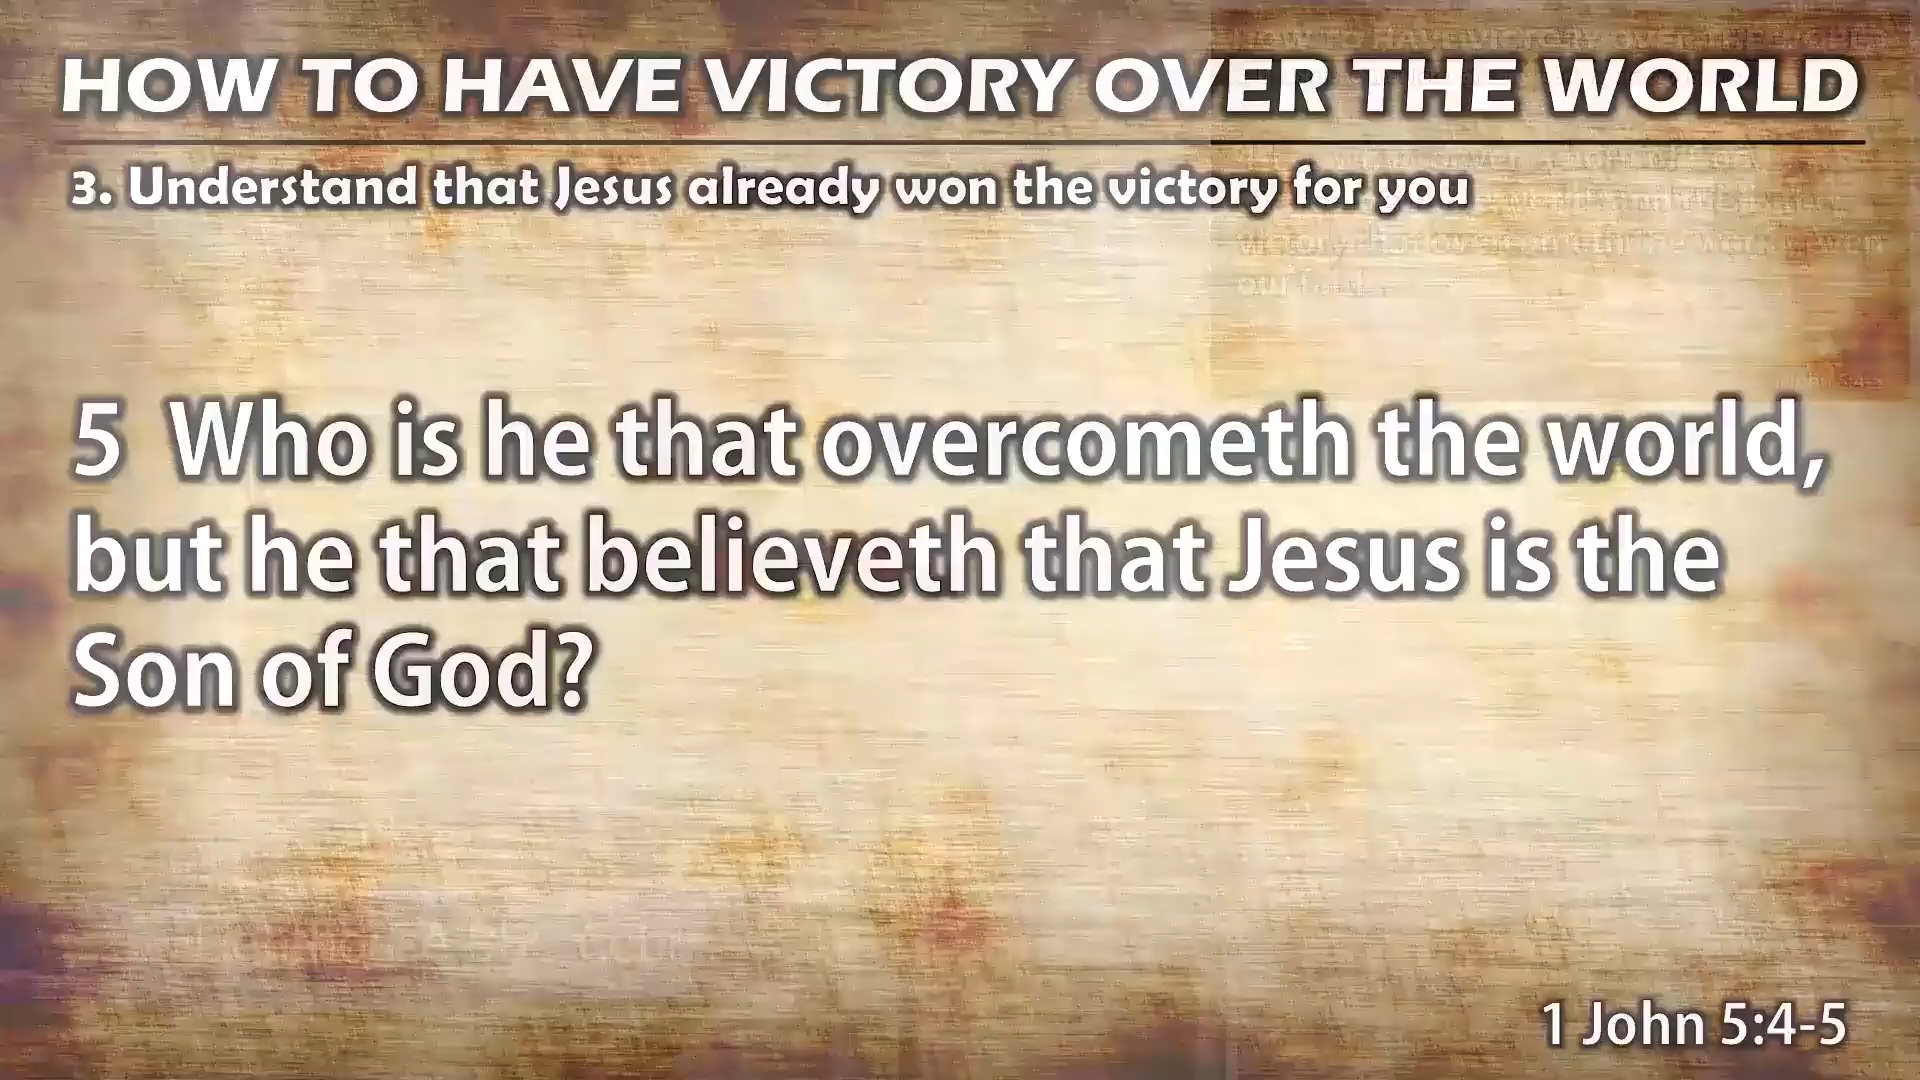 HOW TO HAVE VICTORY OVER THE WORLD
3. Understand that Jesus already won the victory for you
5 Who is he that overcometh the world,
but he that believeth that Jesus is the
Son of God?
1 John 5:4-5